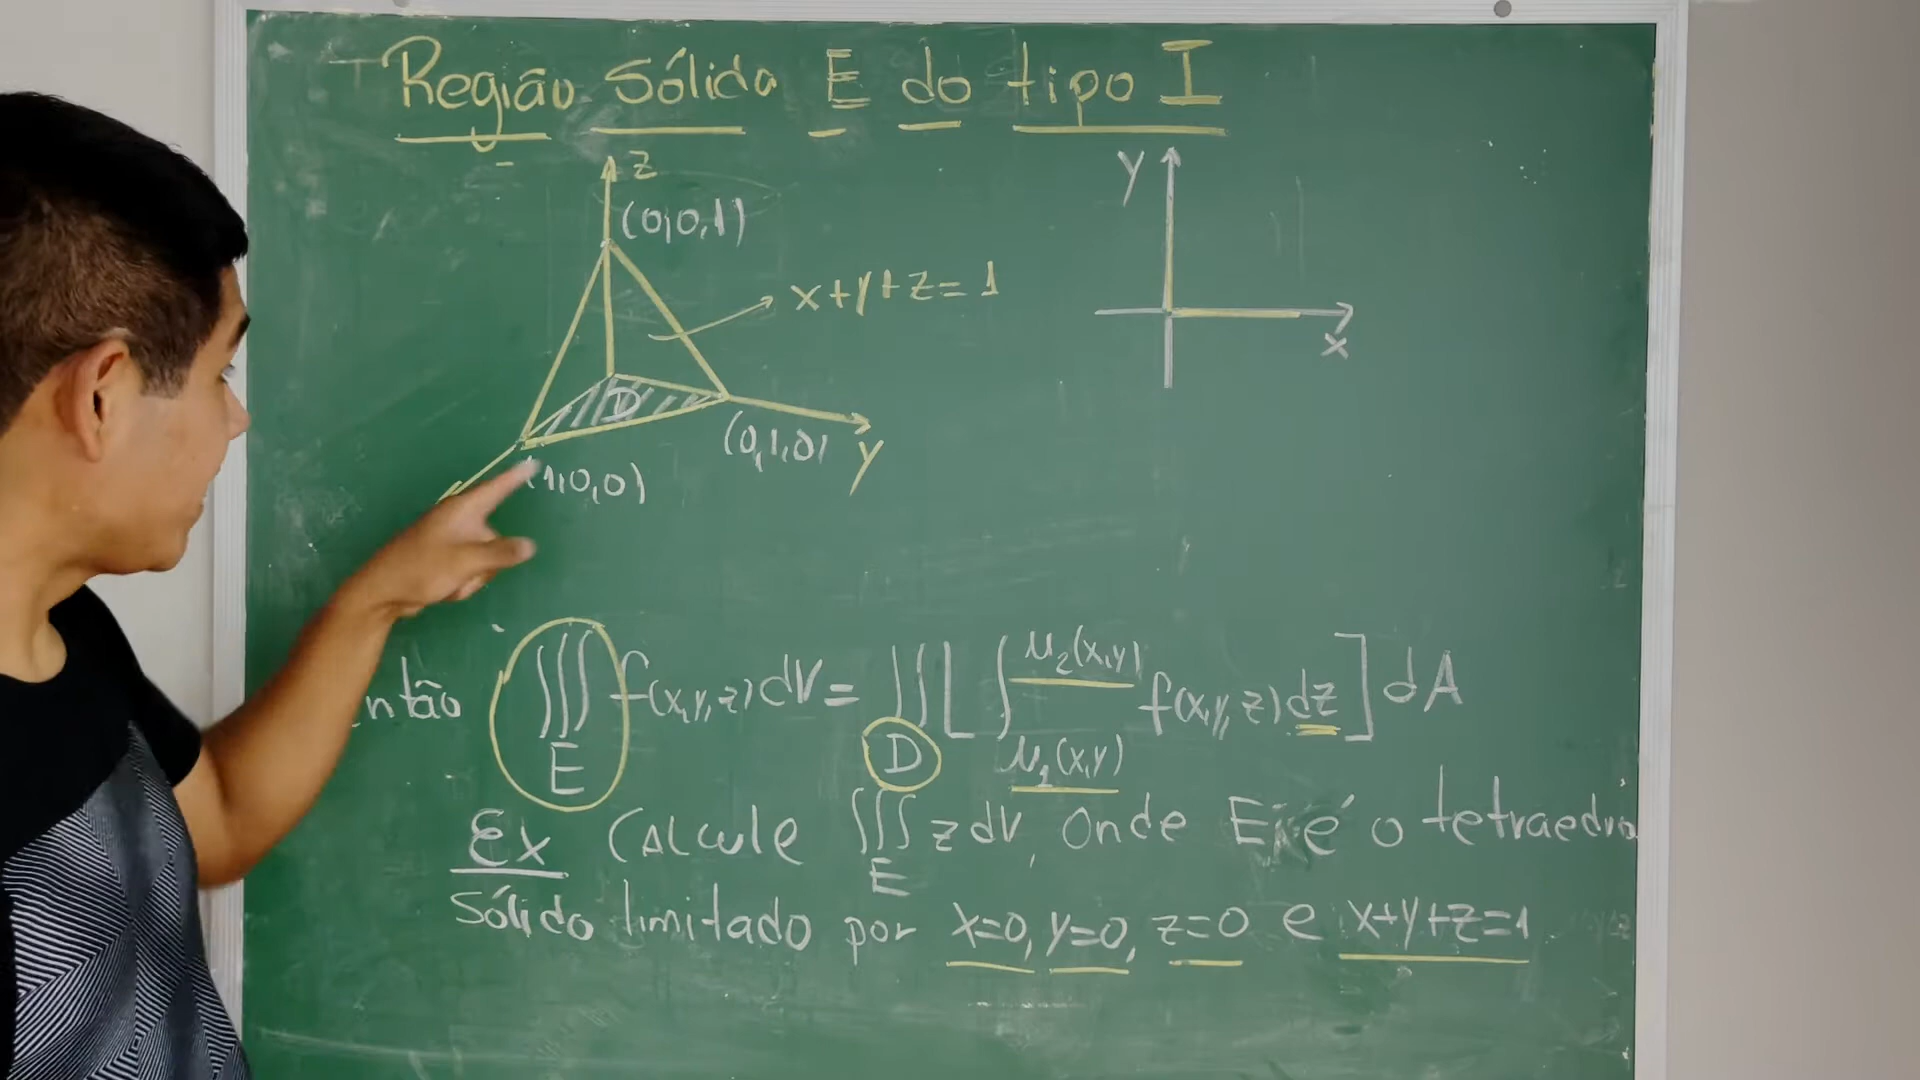 Região Sólida E do tipo I
z
(0,0,1)
x+y+z=1
D
(0,1,0)
y
(1,0,0)
y
x
ntão ∭ f(x,y,z) dV = ∬ [ ∫ f(x,y,z) dz ] dA
E
D
u₂(x,y)
u₁(x,y)
Ex Calcule ∭ z dV, Onde E é o tetraedro
E
Sólido limitado por x=0, y=0, z=0 e x+y+z=1